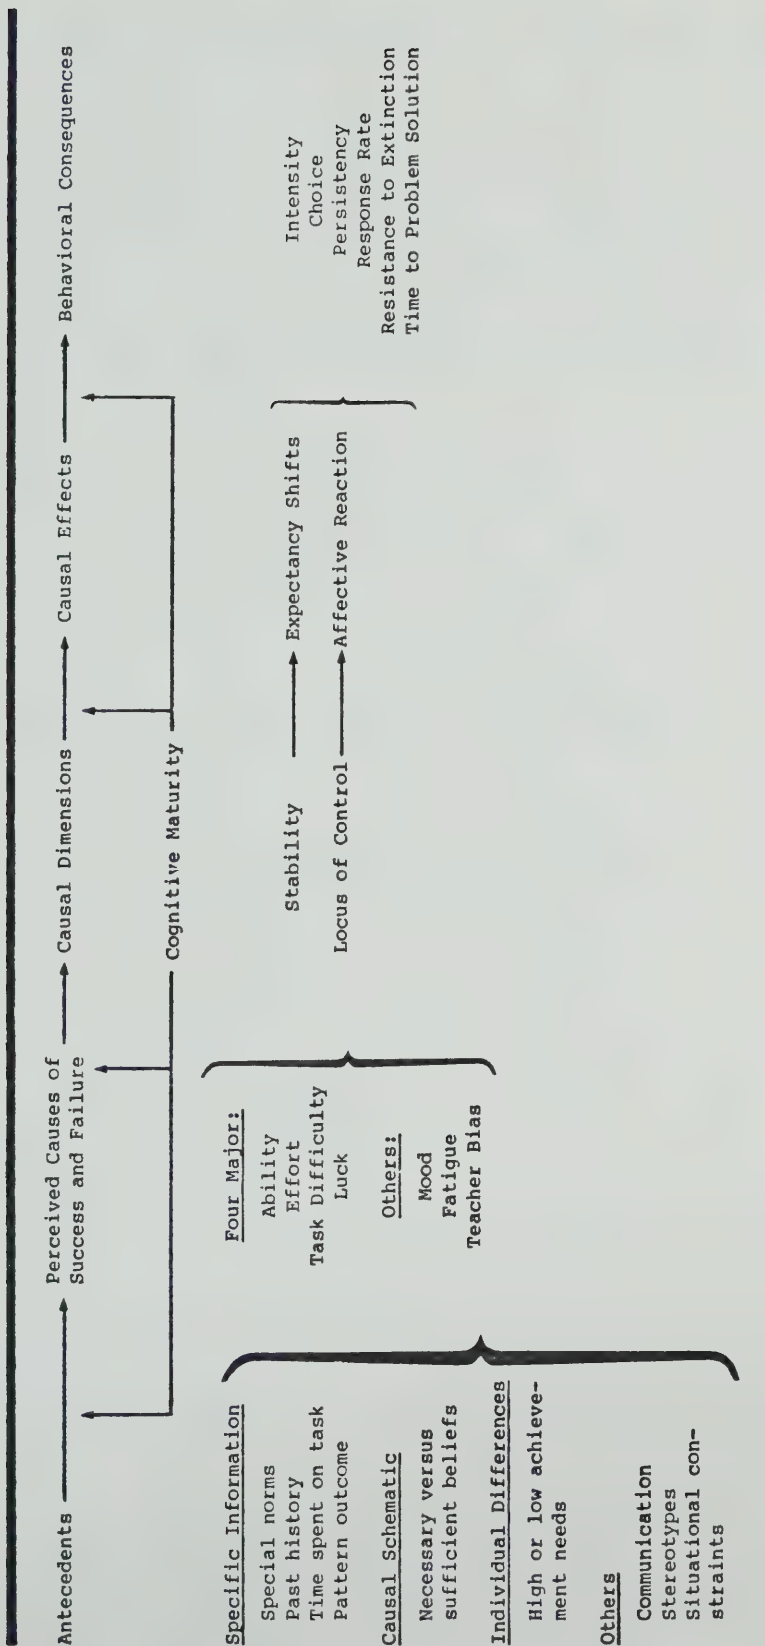 Antecedents
Perceived Causes of
Success and Failure
Causal Dimensions
Causal Effects
Behavioral Consequences
Cognitive Maturity
Specific Information
Special norms
Past history
Time spent on task
Pattern outcome
Causal Schematic
Necessary versus
sufficient beliefs
Individual Differences
High or low achieve-
ment needs
Others
Communication
Stereotypes
Situational con-
straints
Four Major:
Ability
Effort
Task Difficulty
Luck
Others:
Mood
Fatigue
Teacher Bias
Stability
Expectancy Shifts
Locus of Control
Affective Reaction
Intensity
Choice
Persistency
Response Rate
Resistance to Extinction
Time to Problem Solution